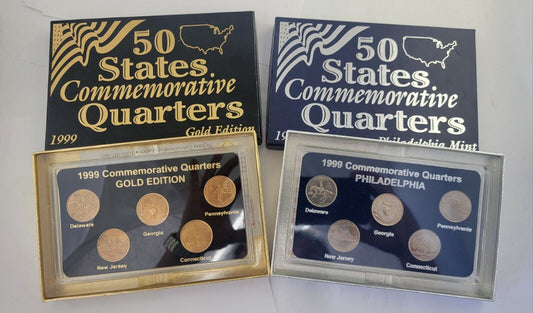 50
States
Commemorative
Quarters
1999
Gold Edition
50
States
Commemorative
Quarters
Philadelphia Mint
1999 Commemorative Quarters
GOLD EDITION
Delaware
Georgia
Pennsylvania
New Jersey
Connecticut
1999 Commemorative Quarters
PHILADELPHIA
Delaware
Georgia
Pennsylvania
New Jersey
Connecticut